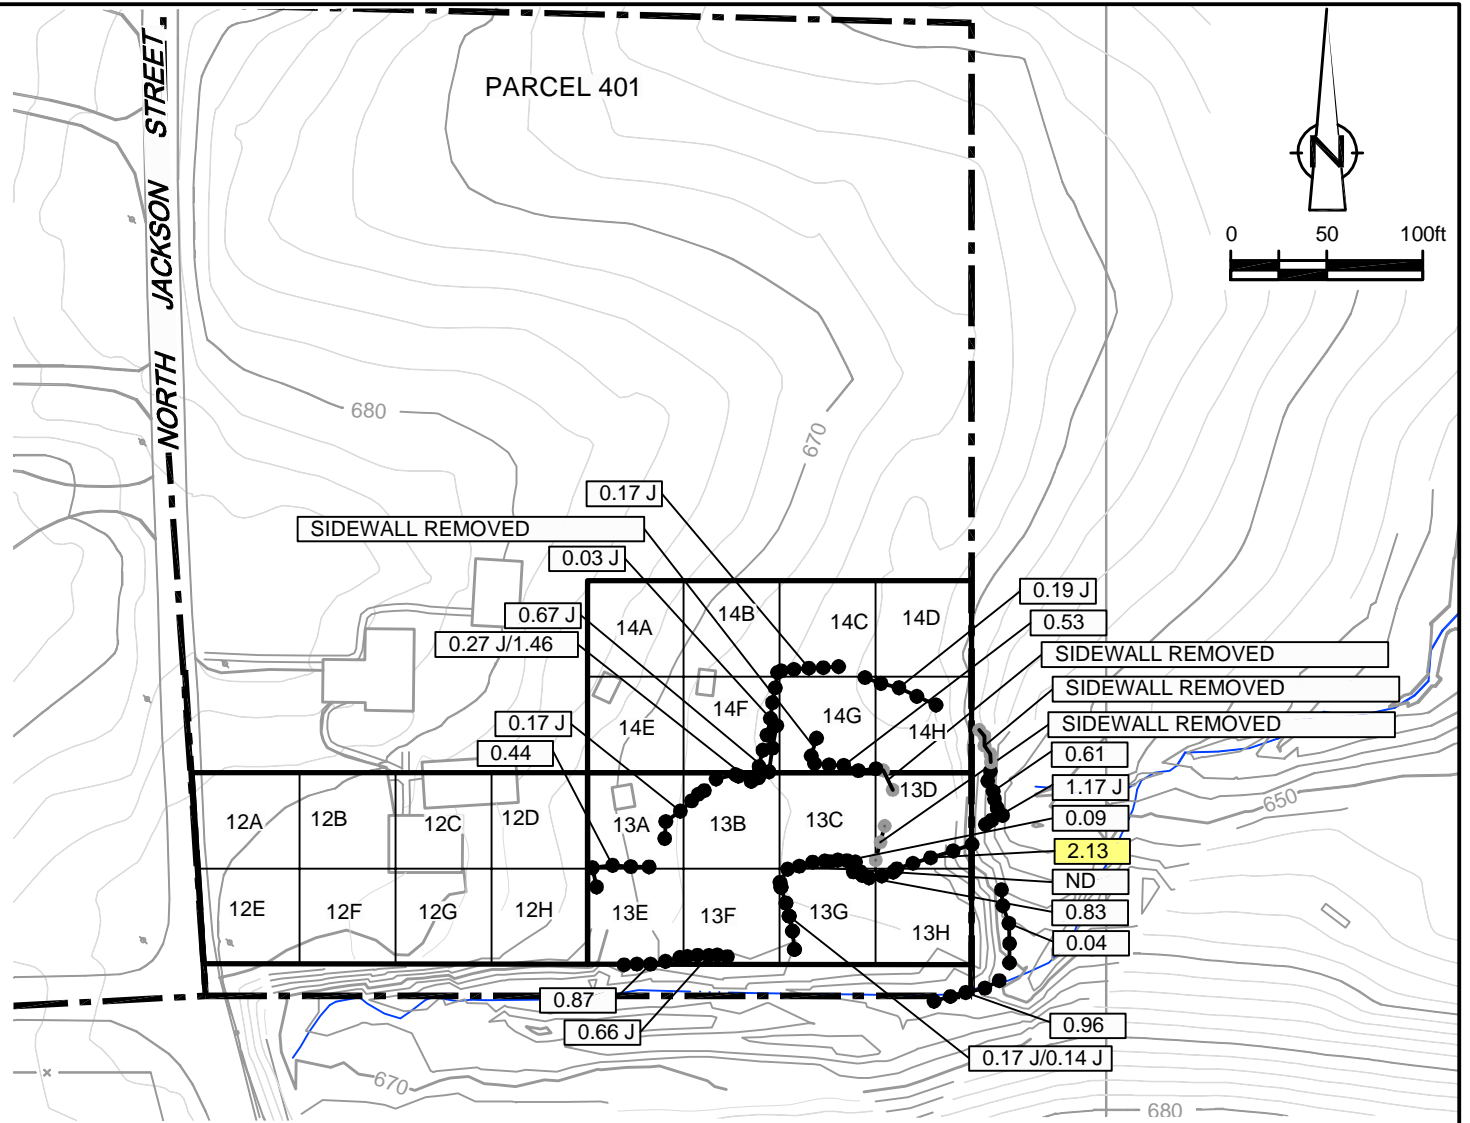 PARCEL 401
NORTH JACKSON STREET
N
0 50 100ft
680
670
0.17 J
SIDEWALL REMOVED
0.03 J
0.67 J
0.27 J/1.46
0.17 J
0.44
0.19 J
0.53
SIDEWALL REMOVED
SIDEWALL REMOVED
SIDEWALL REMOVED
0.61
1.17 J
0.09
2.13
ND
0.83
0.04
0.96
0.17 J/0.14 J
0.87
0.66 J
14A 14B 14C 14D
14E 14F 14G 14H
12A 12B 12C 12D 13A 13B 13C 13D
12E 12F 12G 12H 13E 13F 13G 13H
650
670
680